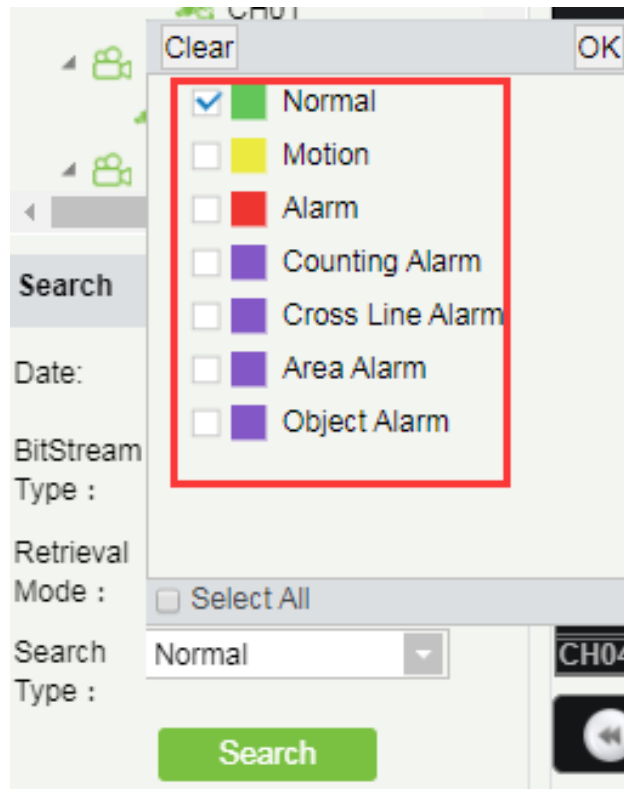 CH01
Clear OK
Normal
Motion
Alarm
Counting Alarm
Cross Line Alarm
Area Alarm
Object Alarm
Search
Date:
BitStream
Type :
Retrieval
Mode :
Select All
Search
Type :
Normal
CH04
Search